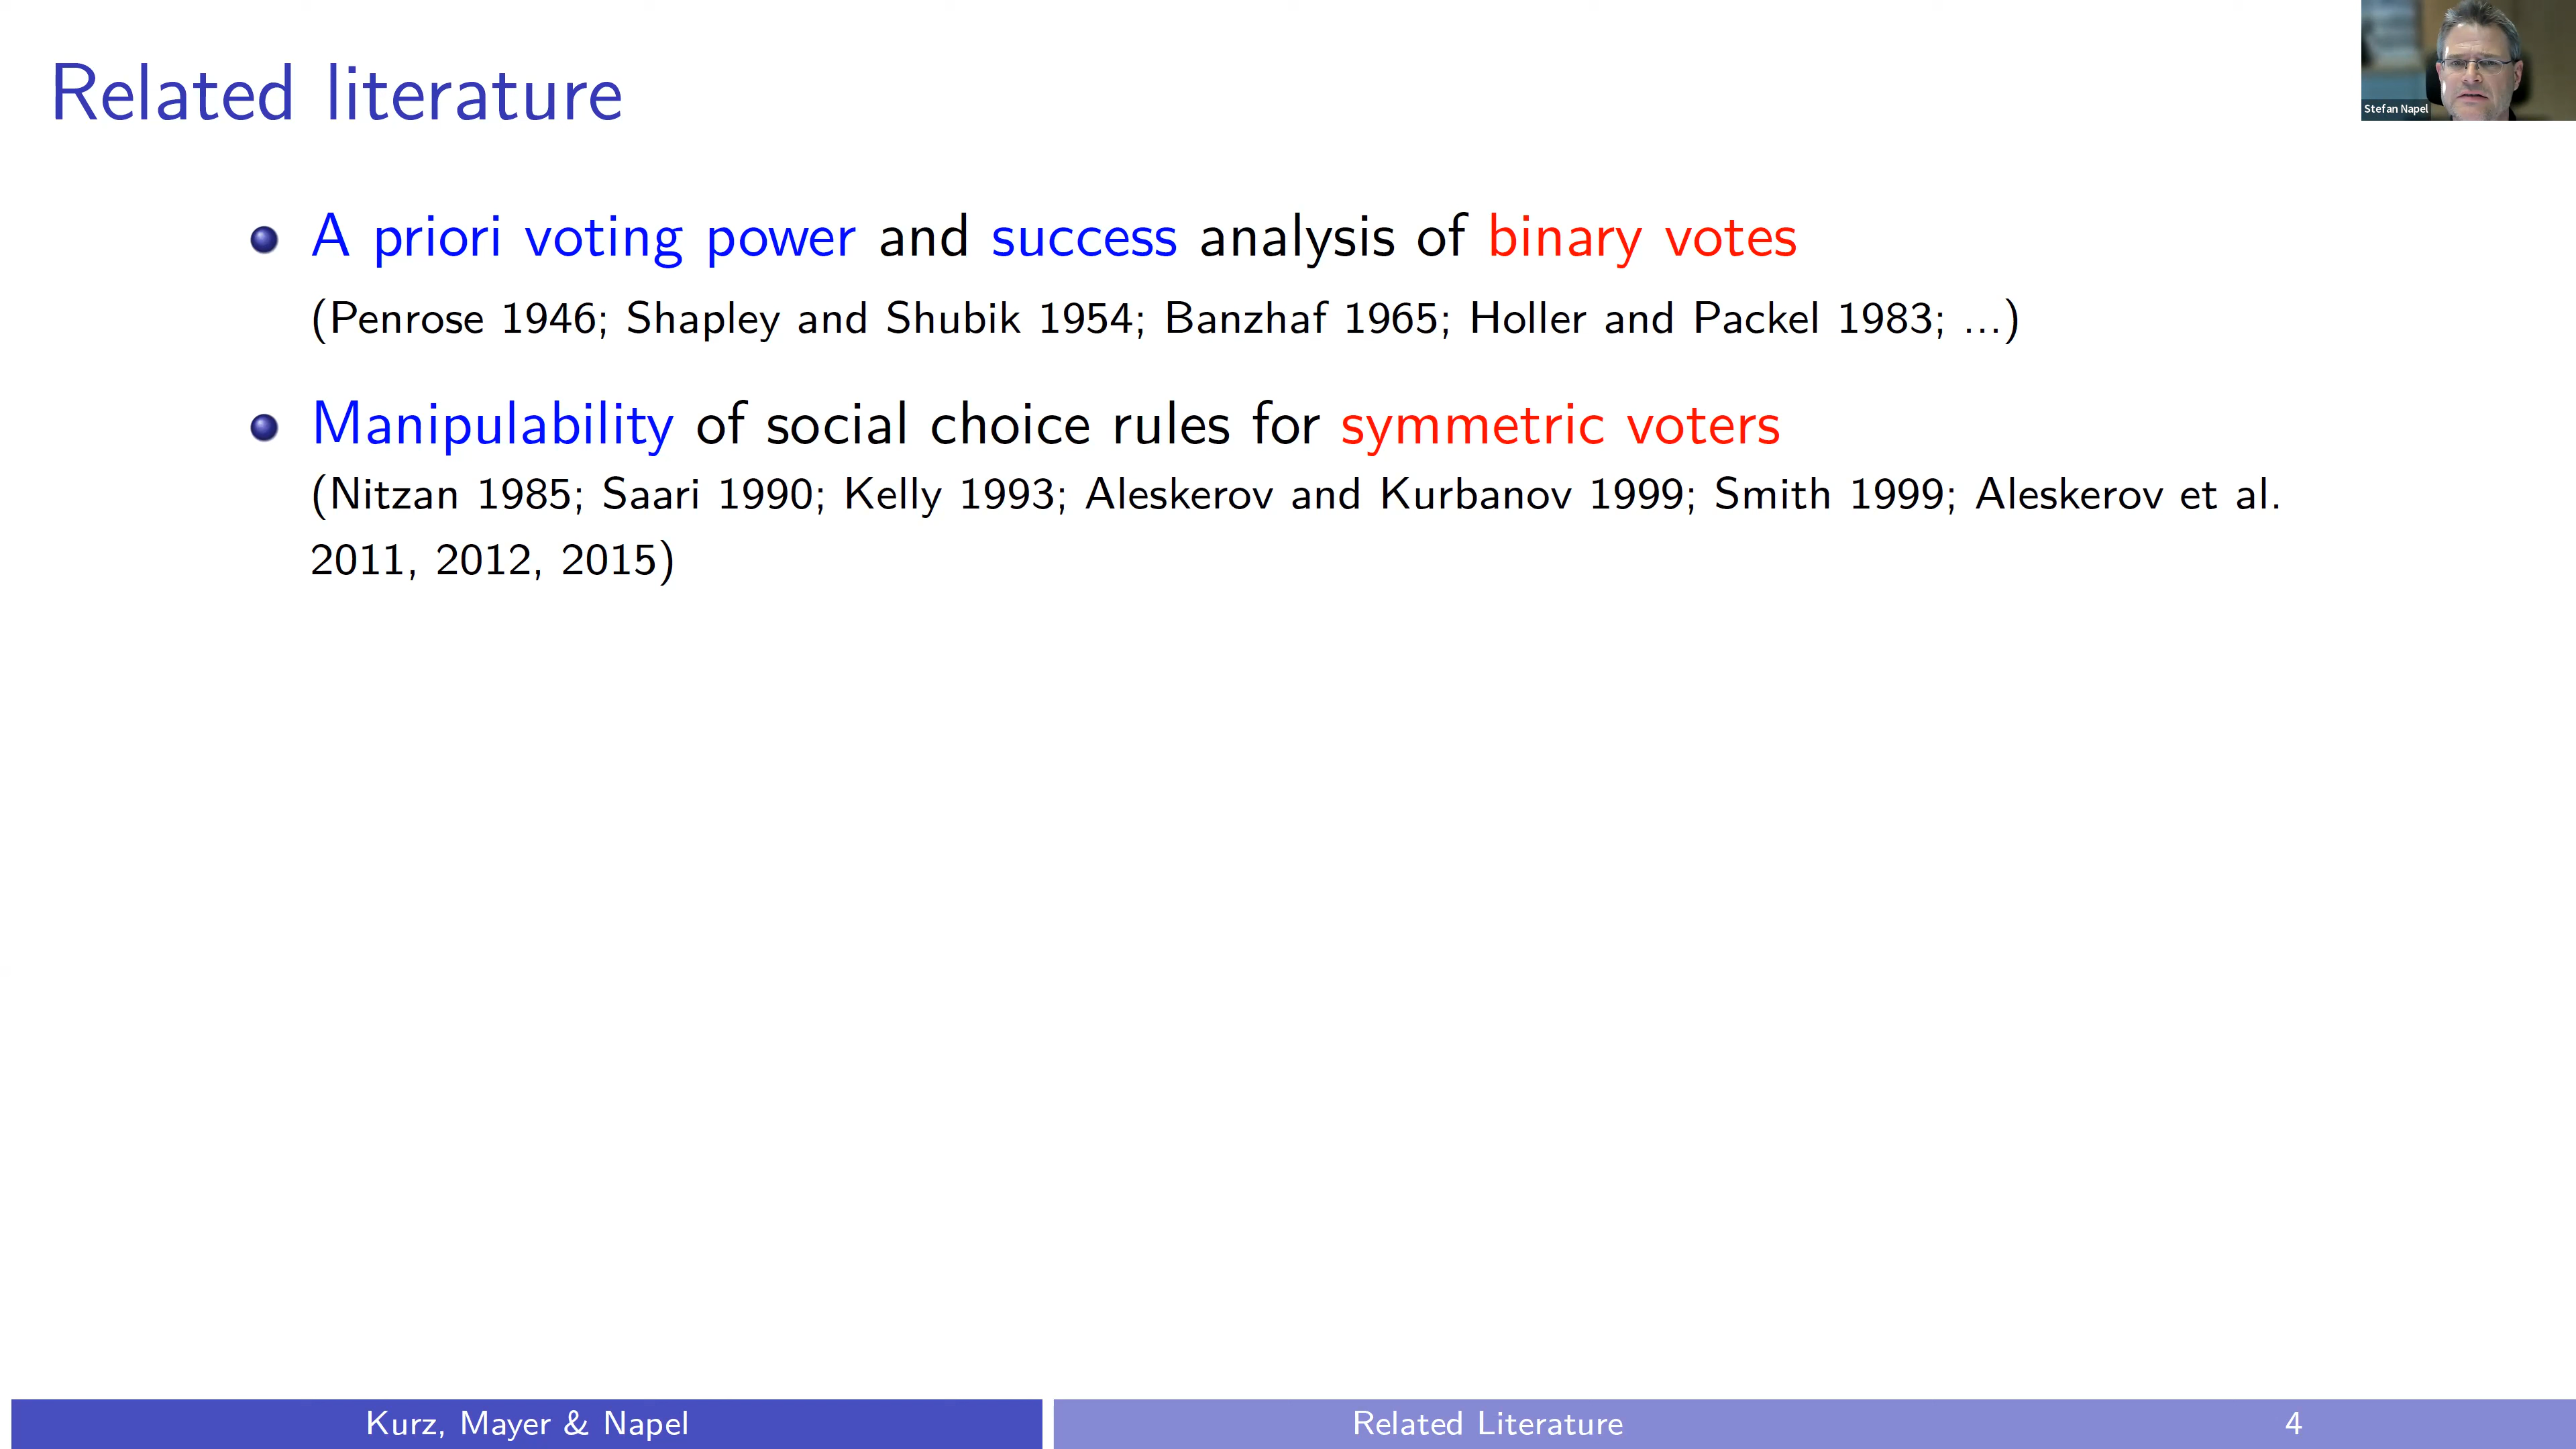 Related literature
Stefan Napel
A priori voting power and success analysis of binary votes
(Penrose 1946; Shapley and Shubik 1954; Banzhaf 1965; Holler and Packel 1983; ...)
Manipulability of social choice rules for symmetric voters
(Nitzan 1985; Saari 1990; Kelly 1993; Aleskerov and Kurbanov 1999; Smith 1999; Aleskerov et al.
2011, 2012, 2015)
Kurz, Mayer & Napel
Related Literature
4